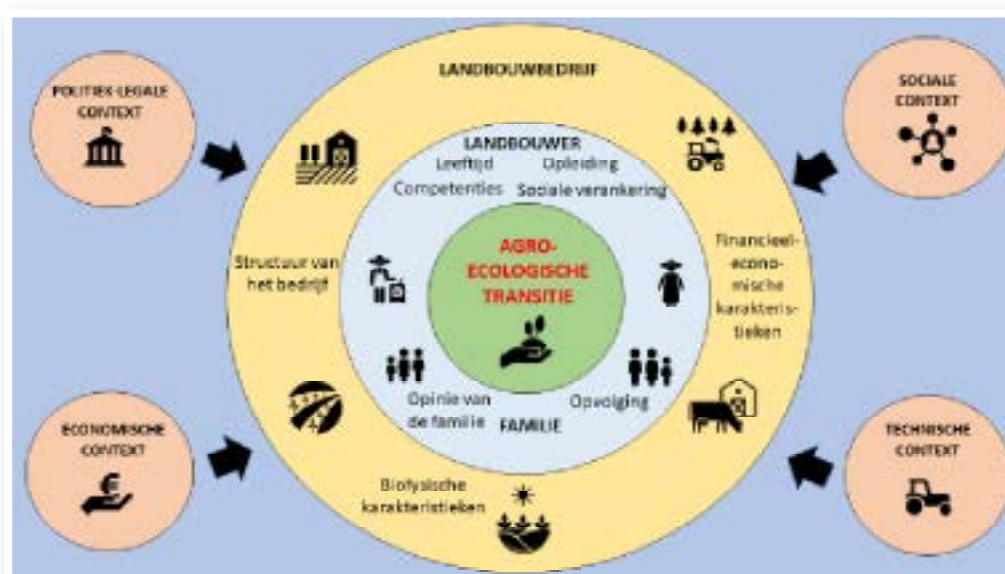 LANDBOUWBEDRIJF
POLITIEK-LEGALE
CONTEXT
SOCIALE
CONTEXT
LANDBOUWER
Leeftijd
Opleiding
Competenties
Sociale verankering
AGRO-
ECOLOGISCHE
TRANSITIE
Structuur van
het bedrijf
Financieel-
econo-
mische
karakteris-
tieken
Opinie van
de familie
Opvolging
FAMILIE
ECONOMISCHE
CONTEXT
TECHNISCHE
CONTEXT
Biofysische
karakteristieken